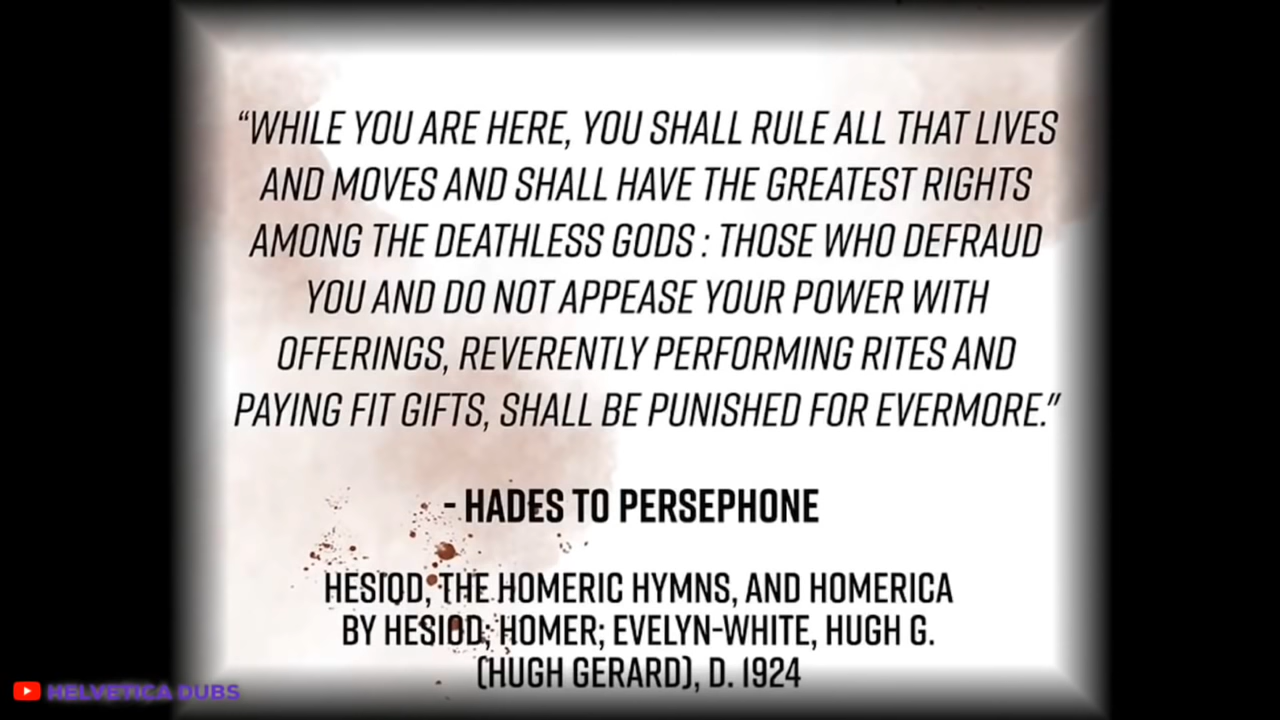 “WHILE YOU ARE HERE, YOU SHALL RULE ALL THAT LIVES
AND MOVES AND SHALL HAVE THE GREATEST RIGHTS
AMONG THE DEATHLESS GODS : THOSE WHO DEFRAUD
YOU AND DO NOT APPEASE YOUR POWER WITH
OFFERINGS, REVERENTLY PERFORMING RITES AND
PAYING FIT GIFTS, SHALL BE PUNISHED FOR EVERMORE.”
- HADES TO PERSEPHONE
HESIOD, THE HOMERIC HYMNS, AND HOMERICA
BY HESIOD; HOMER; EVELYN-WHITE, HUGH G.
(HUGH GERARD), D. 1924
HELVETICA DUBS